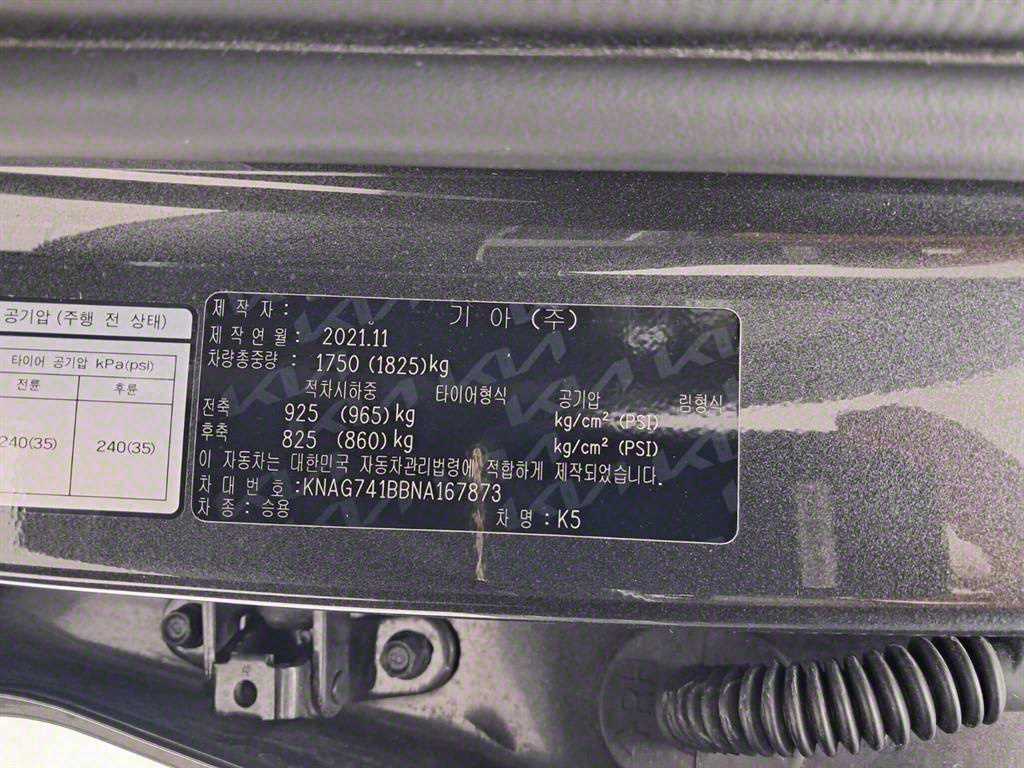 공기압 (주행 전 상태)
타이어 공기압 kPa(psi)
전륜 후륜
240(35) 240(35)
제 작 자 : 기 아 (주)
제 작 연 월 : 2021.11
차량총중량 : 1750 (1825)kg
적차시하중 타이어형식 공기압 림형식
전축 925 (965) kg kg/cm² (PSI)
후축 825 (860) kg kg/cm² (PSI)
이 자동차는 대한민국 자동차관리법령에 적합하게 제작되었습니다.
차 대 번 호 : KNAG741BBNA167873
차 종 : 승용 차 명 : K5